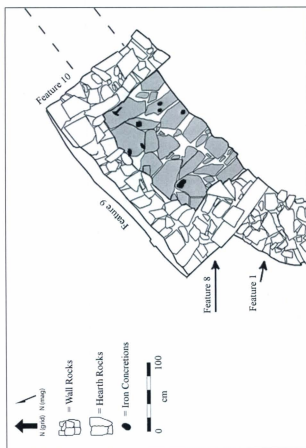 Feature 10
Feature 9
Feature 8
Feature 1
N (grid)
N (mag)
= Wall Rocks
= Hearth Rocks
= Iron Concretions
0
100
cm